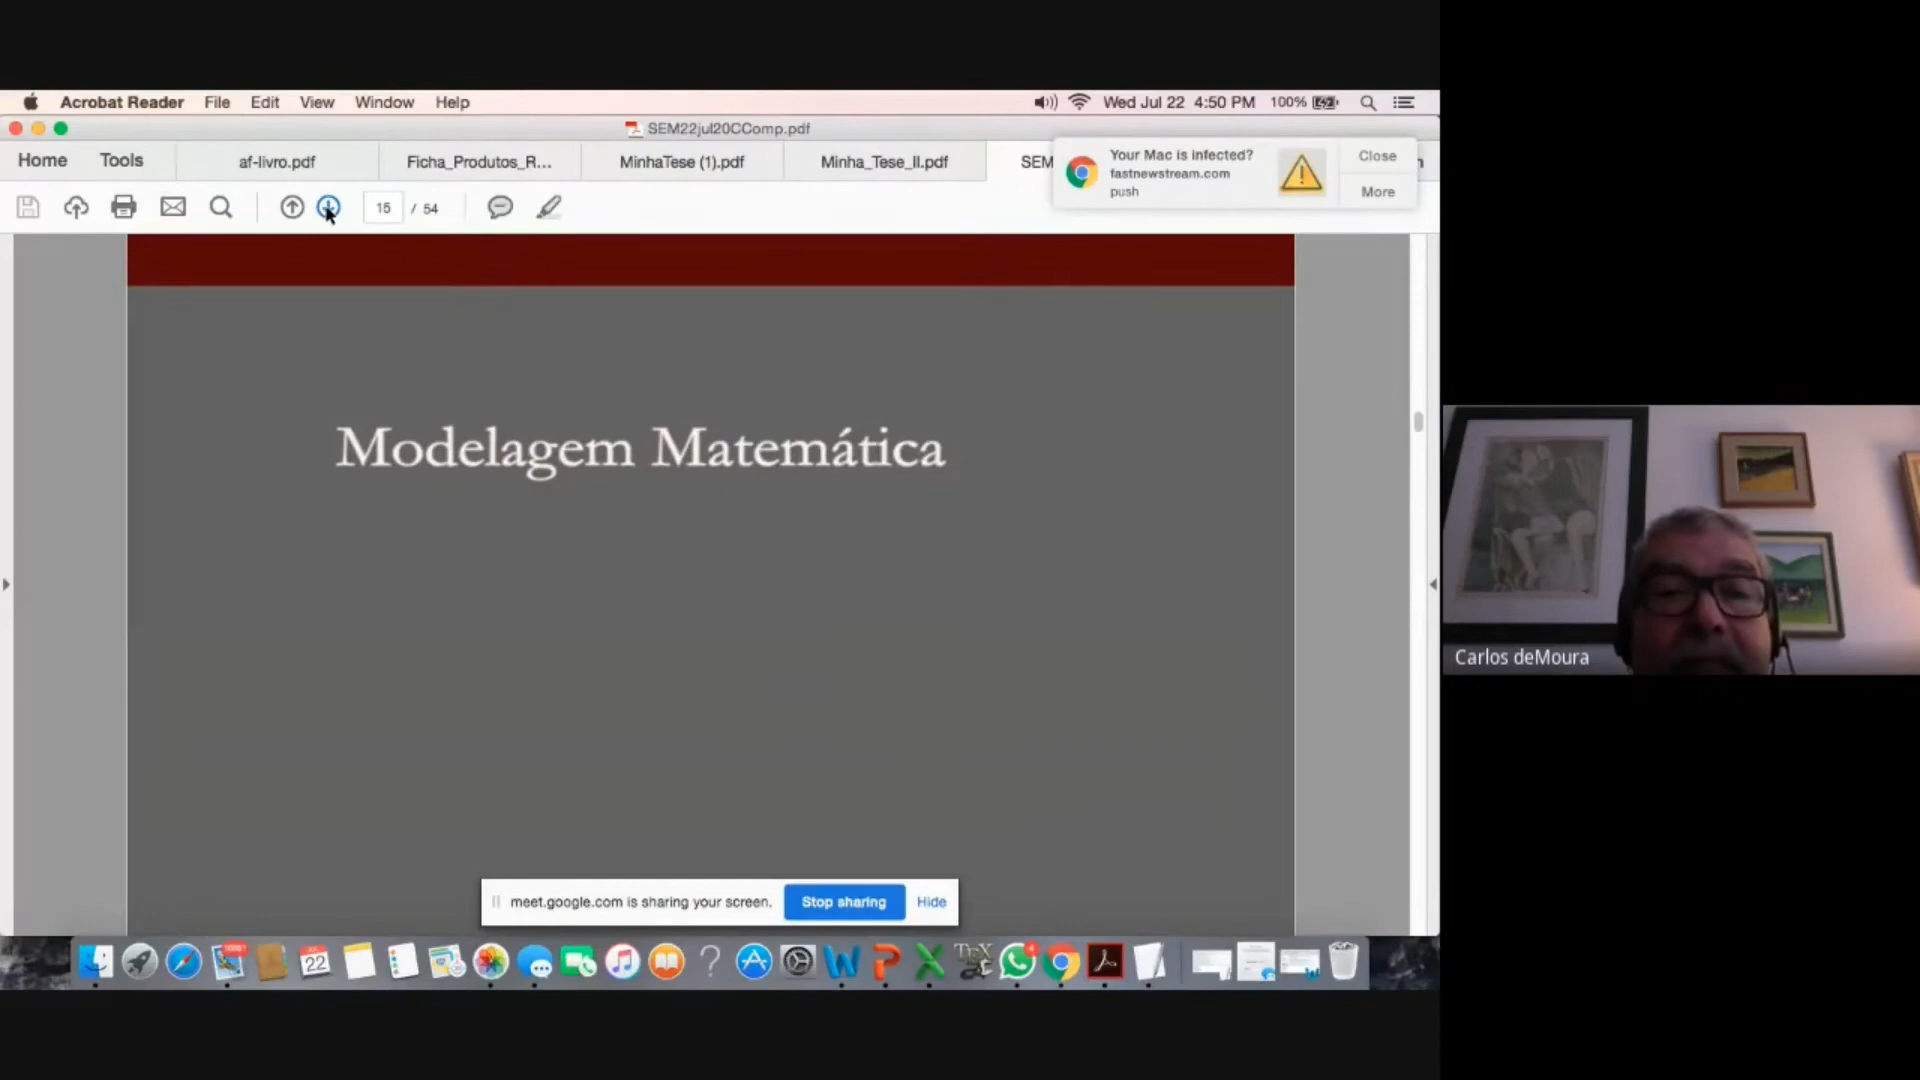 Acrobat Reader File Edit View Window Help Wed Jul 22 4:50 PM 100%
SEM22jul20CComp.pdf
Home Tools af-livro.pdf Ficha_Produtos_R... MinhaTese (1).pdf Minha_Tese_II.pdf SEM
Your Mac is infected?
fastnewstream.com
push
Close
More
15 / 54
Modelagem Matemática
Carlos deMoura
meet.google.com is sharing your screen. Stop sharing Hide
22